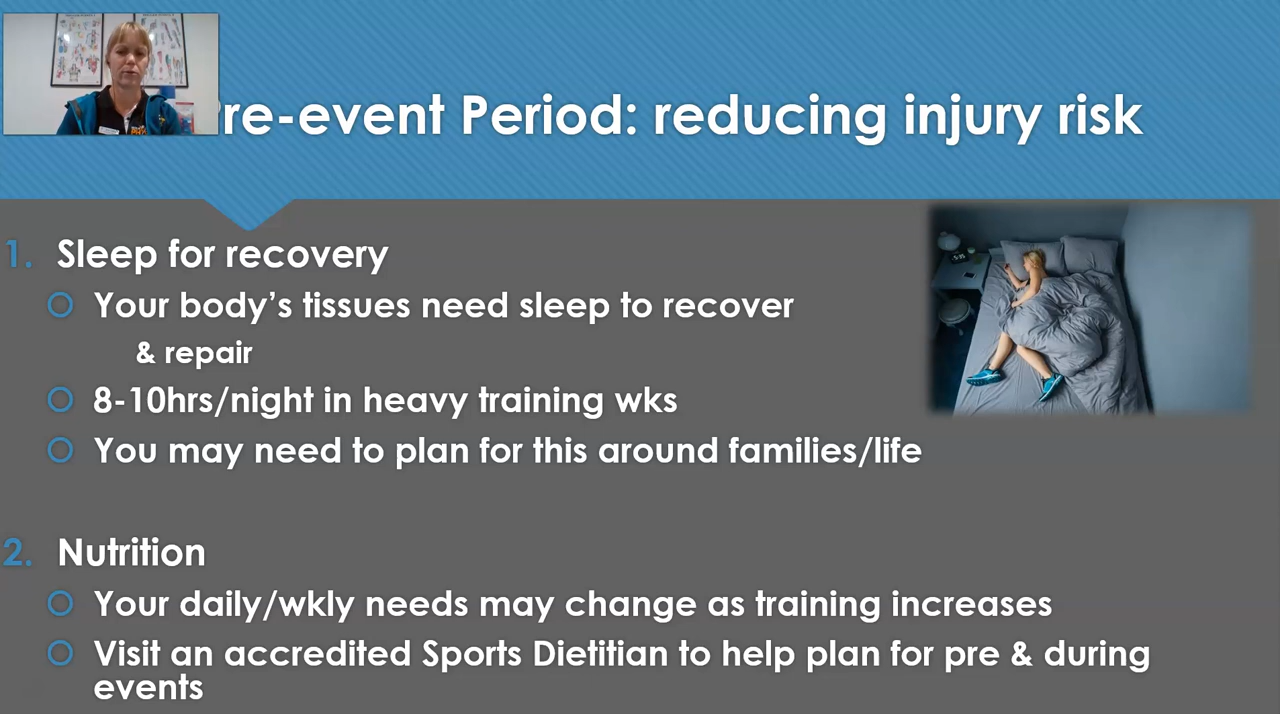 re-event Period: reducing injury risk
1. Sleep for recovery
Your body's tissues need sleep to recover
& repair
8-10hrs/night in heavy training wks
You may need to plan for this around families/life
2. Nutrition
Your daily/wkly needs may change as training increases
Visit an accredited Sports Dietitian to help plan for pre & during
events